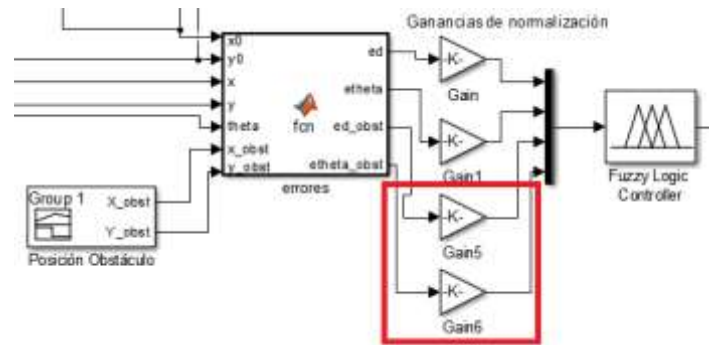 Ganancias de normalización
x0
y0
x
y
theta
x_obst
y_obst
fcn
ed
etheta
ed_obst
etheta_obst
errores
-K-
Gain
-K-
Gain1
-K-
Gain5
-K-
Gain6
Fuzzy Logic
Controller
Group 1
X_obst
Y_obst
Posición Obstáculo